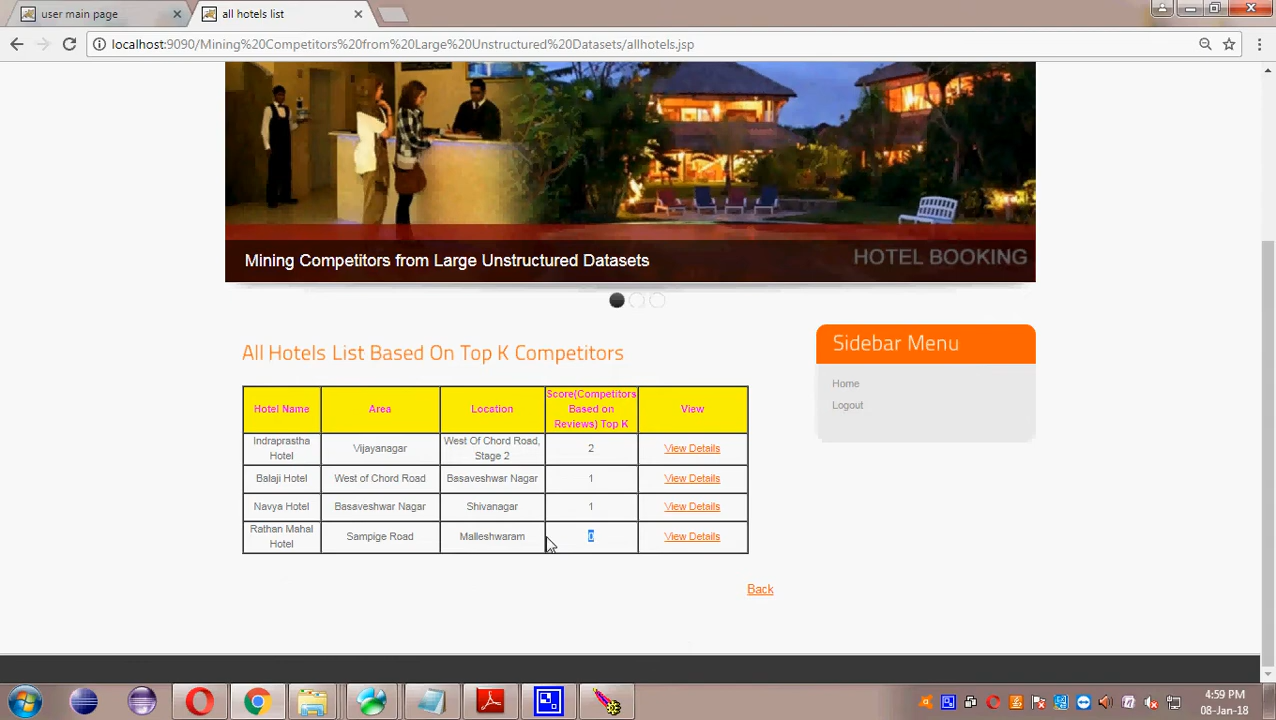 user main page
all hotels list
localhost:9090/Mining%20Competitors%20from%20Large%20Unstructured%20Datasets/allhotels.jsp
HOTEL BOOKING
Mining Competitors from Large Unstructured Datasets
All Hotels List Based On Top K Competitors
Sidebar Menu
Home
Logout
Hotel Name
Area
Location
Score(Competitors
Based on
Reviews) Top K
View
Indraprastha
Hotel
Vijayanagar
West Of Chord Road,
Stage 2
2
View Details
Balaji Hotel
West of Chord Road
Basaveshwar Nagar
1
View Details
Navya Hotel
Basaveshwar Nagar
Shivanagar
1
View Details
Rathan Mahal
Hotel
Sampige Road
Malleshwaram
0
View Details
Back
4:59 PM
08-Jan-18